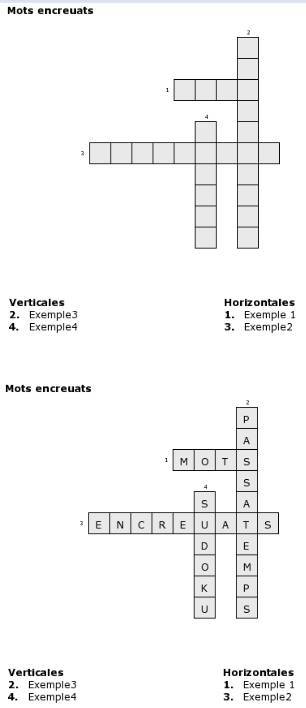 Mots encreuats
2
1
4
3
Verticales
2. Exemple3
4. Exemple4
Horizontales
1. Exemple 1
3. Exemple2
Mots encreuats
2
P
A
1 M O T S
S
4
S A
3 E N C R E U A T S
D E
O M
K P
U S
Verticales
2. Exemple3
4. Exemple4
Horizontales
1. Exemple 1
3. Exemple2